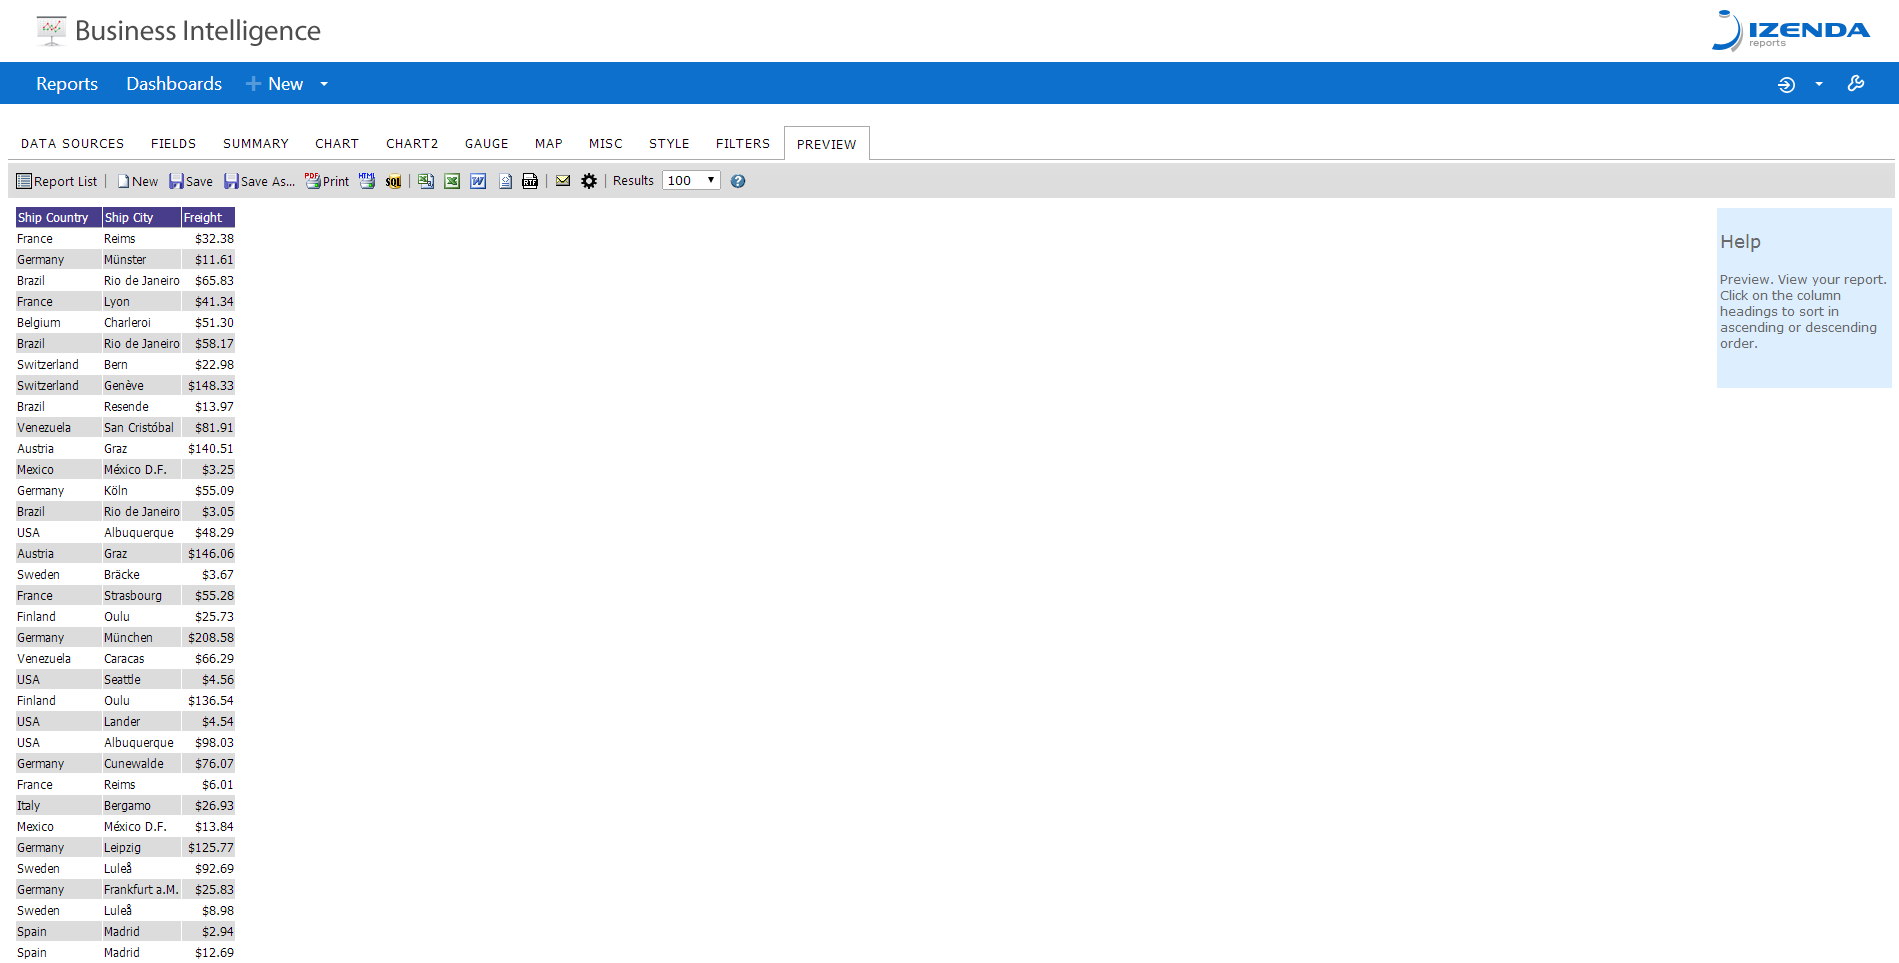 Business Intelligence
IZENDA
reports
Reports Dashboards New
DATA SOURCES FIELDS SUMMARY CHART CHART2 GAUGE MAP MISC STYLE FILTERS PREVIEW
Report List New Save Save As... PDF Print HTML SQL RTF Results 100 ?
Ship Country Ship City Freight
France Reims $32.38
Germany Münster $11.61
Brazil Rio de Janeiro $65.83
France Lyon $41.34
Belgium Charleroi $51.30
Brazil Rio de Janeiro $58.17
Switzerland Bern $22.98
Switzerland Genève $148.33
Brazil Resende $13.97
Venezuela San Cristóbal $81.91
Austria Graz $140.51
Mexico México D.F. $3.25
Germany Köln $55.09
Brazil Rio de Janeiro $3.05
USA Albuquerque $48.29
Austria Graz $146.06
Sweden Bräcke $3.67
France Strasbourg $55.28
Finland Oulu $25.73
Germany München $208.58
Venezuela Caracas $66.29
USA Seattle $4.56
Finland Oulu $136.54
USA Lander $4.54
USA Albuquerque $98.03
Germany Cunewalde $76.07
France Reims $6.01
Italy Bergamo $26.93
Mexico México D.F. $13.84
Germany Leipzig $125.77
Sweden Luleå $92.69
Germany Frankfurt a.M. $25.83
Sweden Luleå $8.98
Spain Madrid $2.94
Spain Madrid $12.69
Help
Preview. View your report.
Click on the column
headings to sort in
ascending or descending
order.